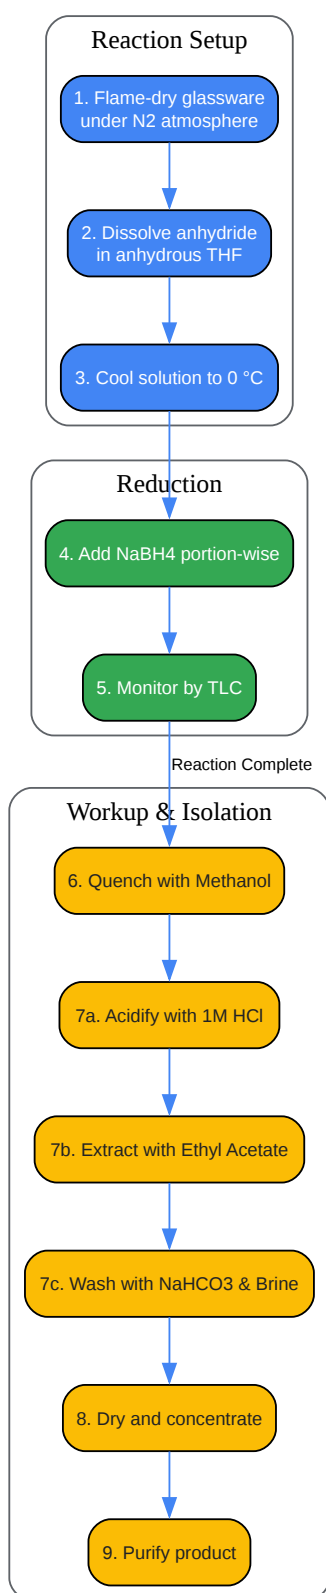 Reaction Setup
1. Flame-dry glassware
under N2 atmosphere
2. Dissolve anhydride
in anhydrous THF
3. Cool solution to 0 °C
Reduction
4. Add NaBH4 portion-wise
5. Monitor by TLC
Reaction Complete
Workup & Isolation
6. Quench with Methanol
7a. Acidify with 1M HCl
7b. Extract with Ethyl Acetate
7c. Wash with NaHCO3 & Brine
8. Dry and concentrate
9. Purify product